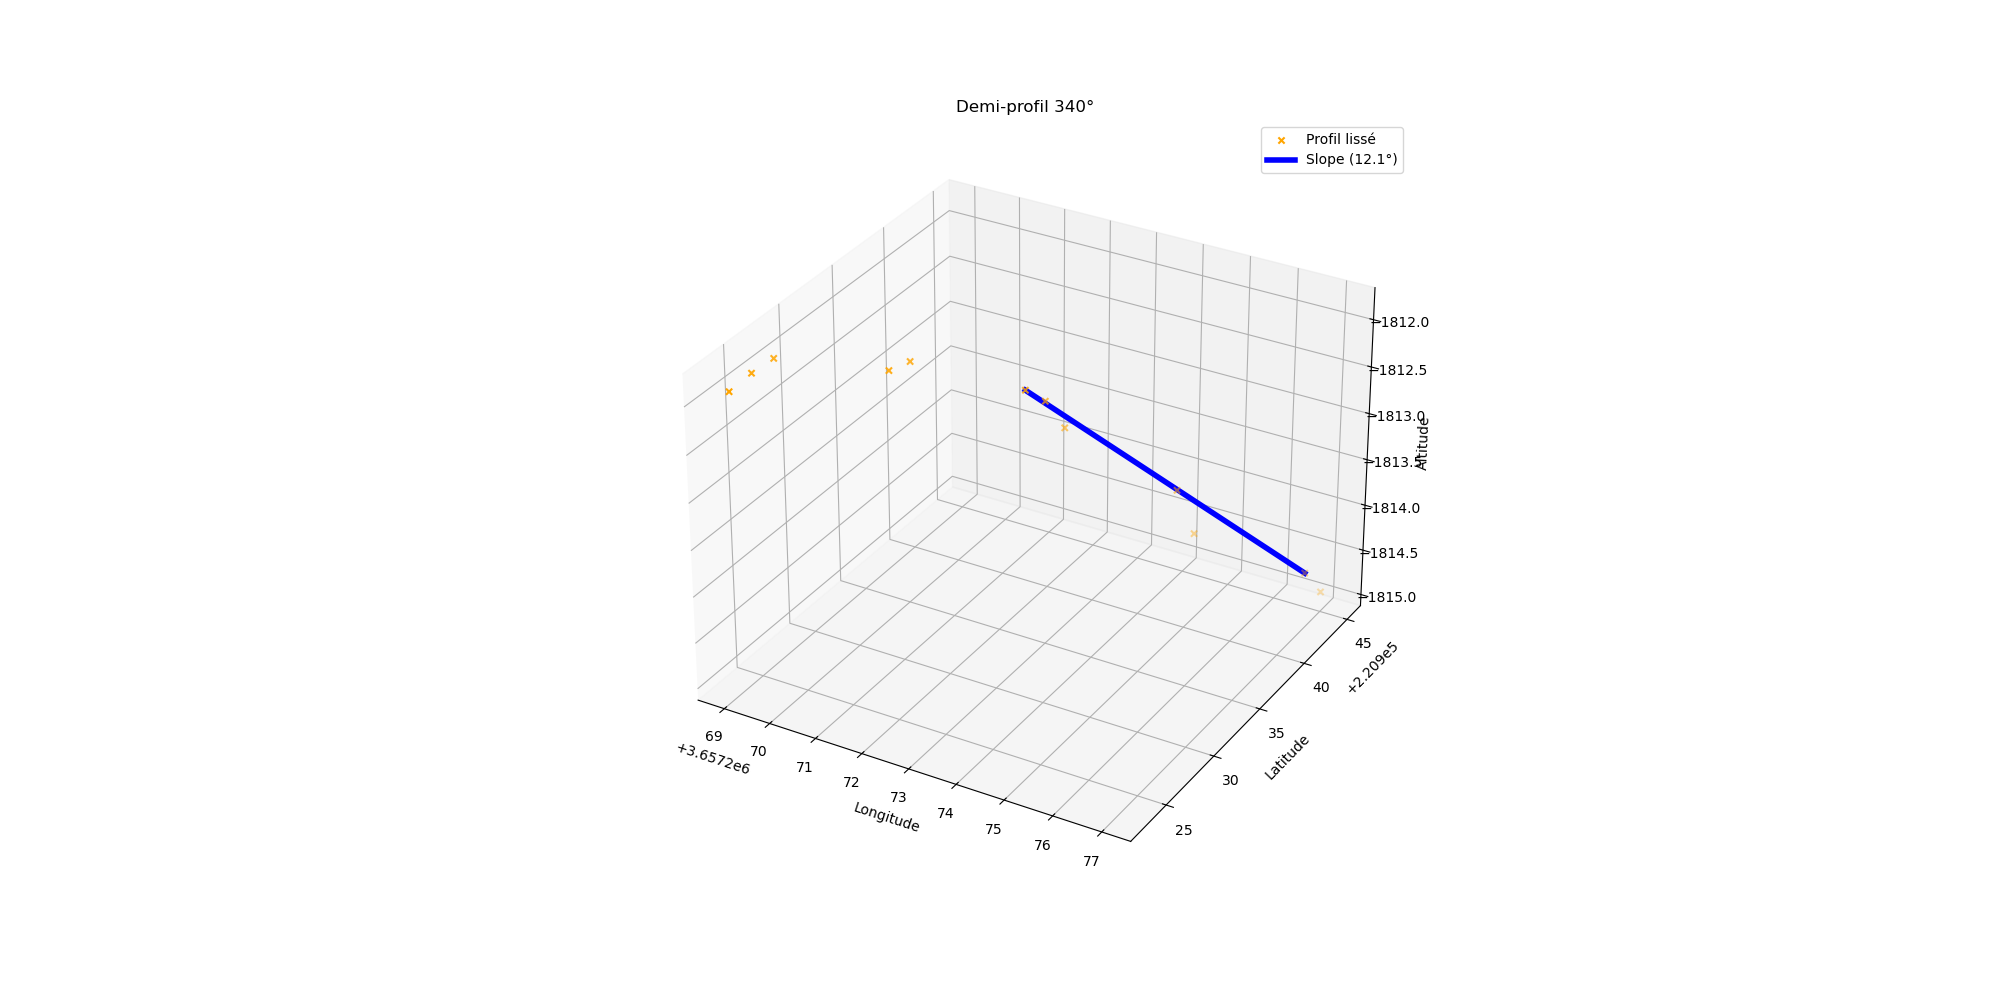 Demi-profil 340°
Profil lissé
Slope (12.1°)
−1812.0
−1812.5
−1813.0
−1813.5
−1814.0
−1814.5
−1815.0
Altitude
45
40
35
30
25
+2.209e5
Latitude
69
70
71
72
73
74
75
76
77
+3.6572e6
Longitude